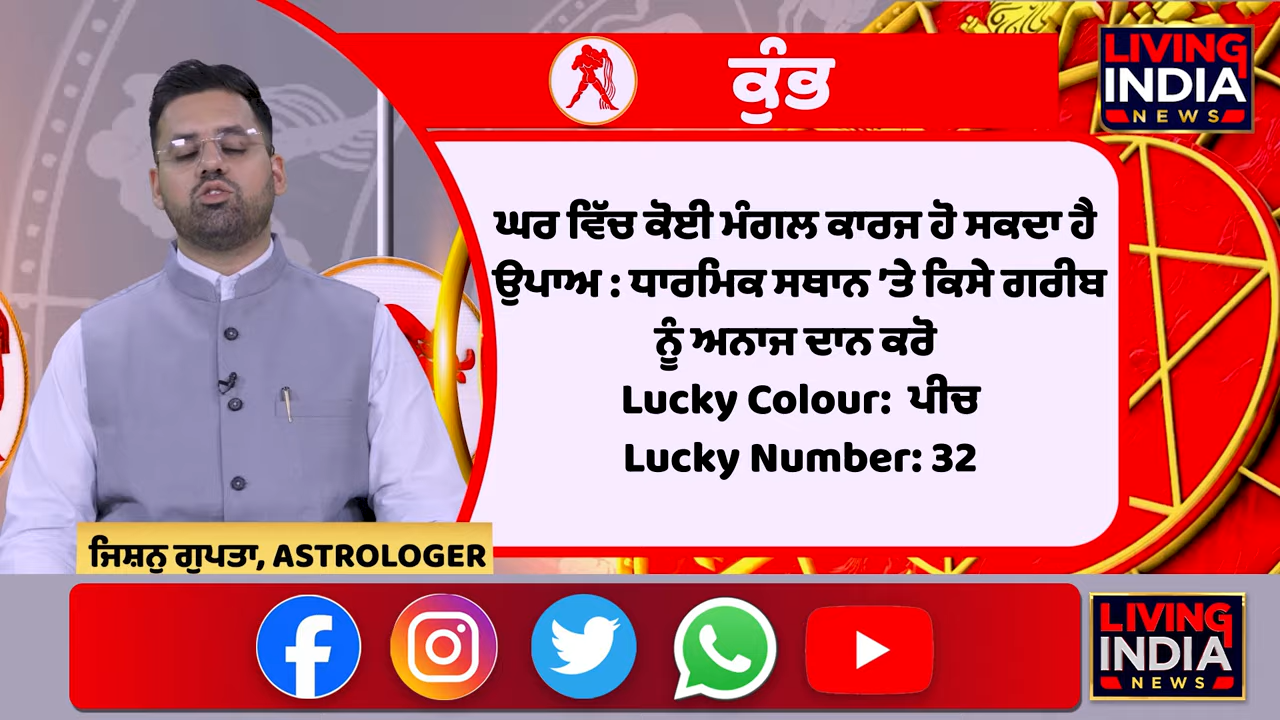 ਕੁੰਭ
LIVING
INDIA
NEWS
ਘਰ ਵਿੱਚ ਕੋਈ ਮੰਗਲ ਕਾਰਜ ਹੋ ਸਕਦਾ ਹੈ
ਉਪਾਅ : ਧਾਰਮਿਕ ਸਥਾਨ 'ਤੇ ਕਿਸੇ ਗਰੀਬ
ਨੂੰ ਅਨਾਜ ਦਾਨ ਕਰੋ
Lucky Colour: ਪੀਚ
Lucky Number: 32
ਜਿਸ਼ਨੁ ਗੁਪਤਾ, ASTROLOGER
LIVING
INDIA
NEWS